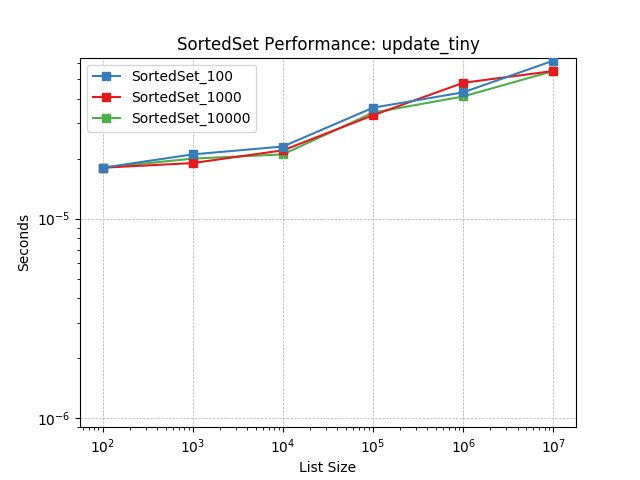 SortedSet Performance: update_tiny
SortedSet_100
SortedSet_1000
SortedSet_10000
Seconds
10⁻⁵
10⁻⁶
10² 10³ 10⁴ 10⁵ 10⁶ 10⁷
List Size